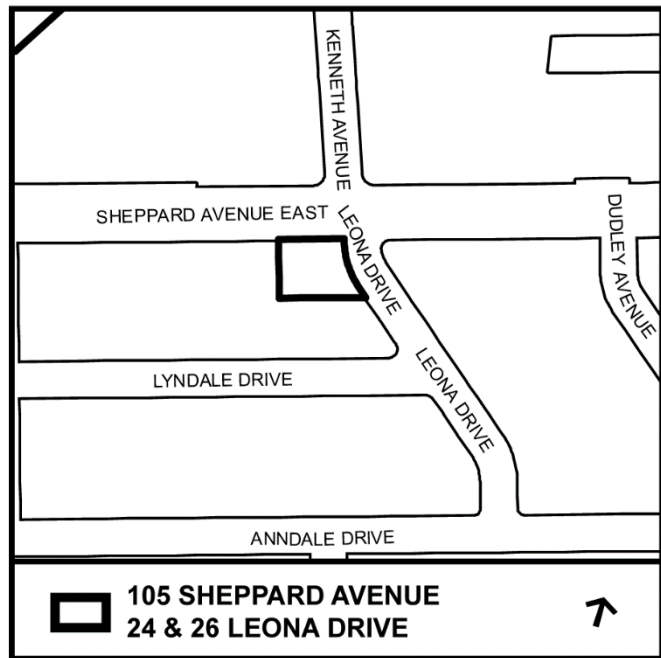 KENNETH AVENUE
SHEPPARD AVENUE EAST
LEONA DRIVE
DUDLEY AVENUE
LYNDALE DRIVE
LEONA DRIVE
ANNDALE DRIVE
105 SHEPPARD AVENUE
24 & 26 LEONA DRIVE